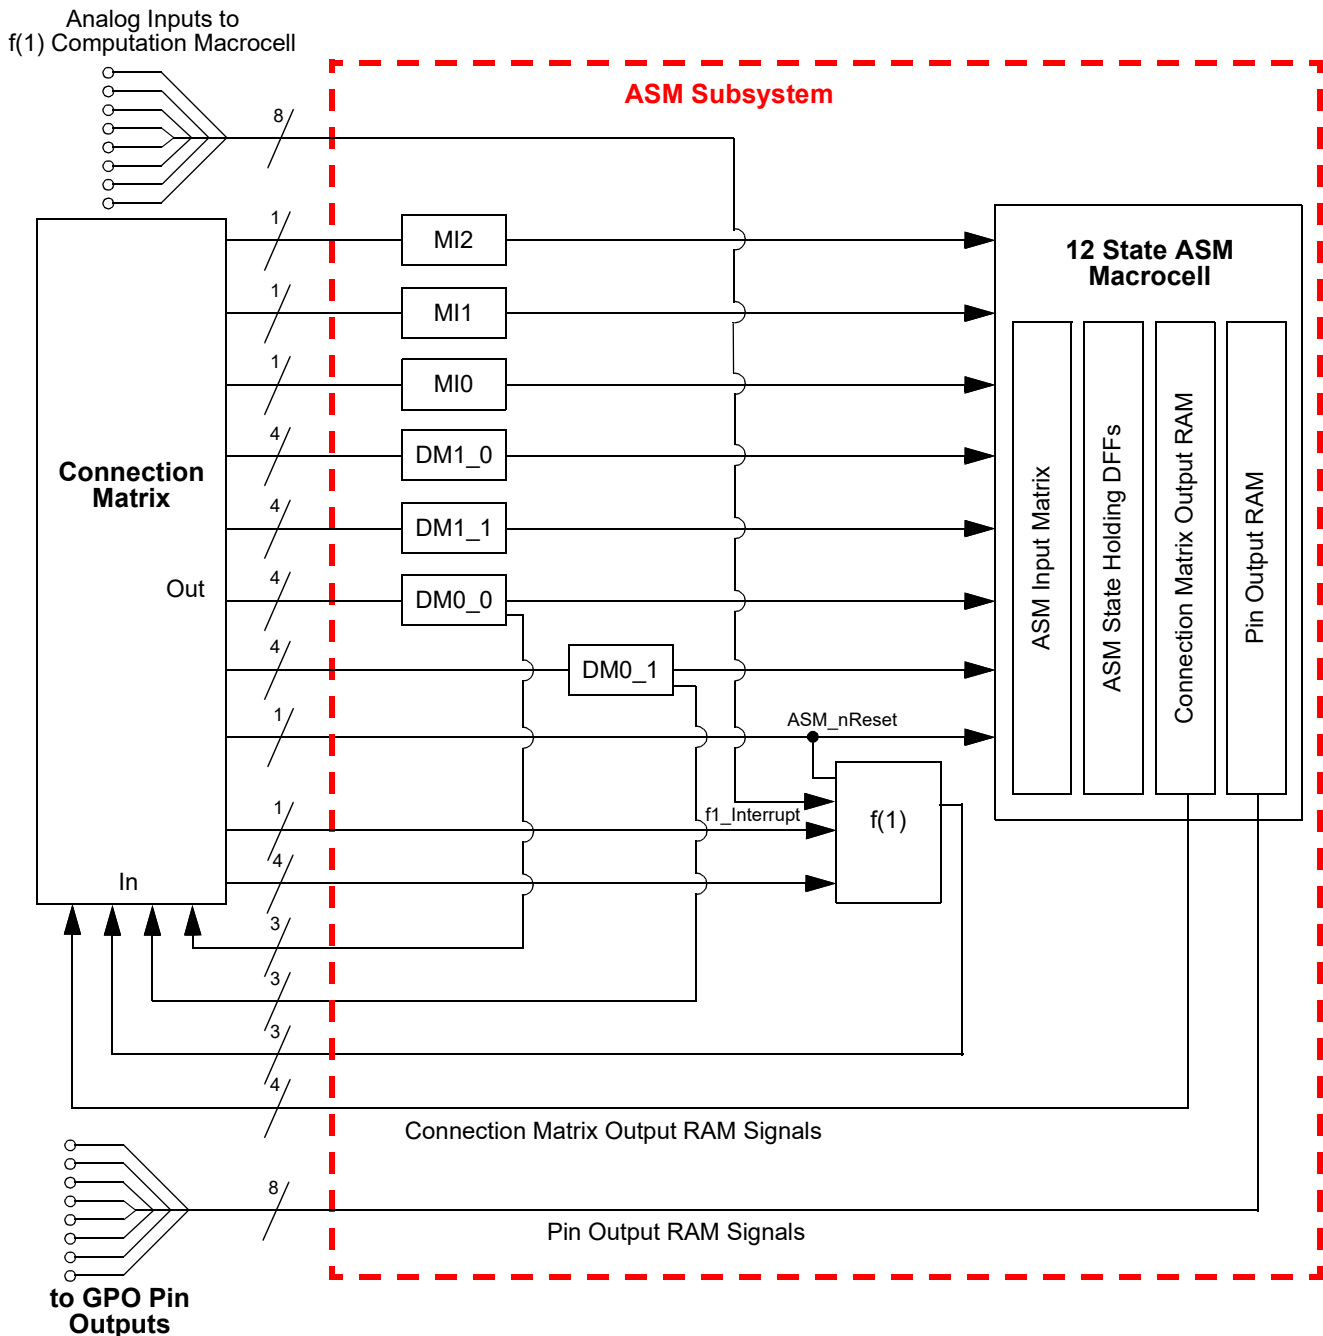 Analog Inputs to
f(1) Computation Macrocell
ASM Subsystem
8
1
MI2
12 State ASM
Macrocell
1
MI1
1
MI0
4
DM1_0
Connection
Matrix
4
DM1_1
Out
4
DM0_0
4
DM0_1
1
ASM_nReset
ASM Input Matrix
ASM State Holding DFFs
Connection Matrix Output RAM
Pin Output RAM
1
f1_Interrupt
f(1)
4
In
3
3
3
4
Connection Matrix Output RAM Signals
8
Pin Output RAM Signals
to GPO Pin
Outputs